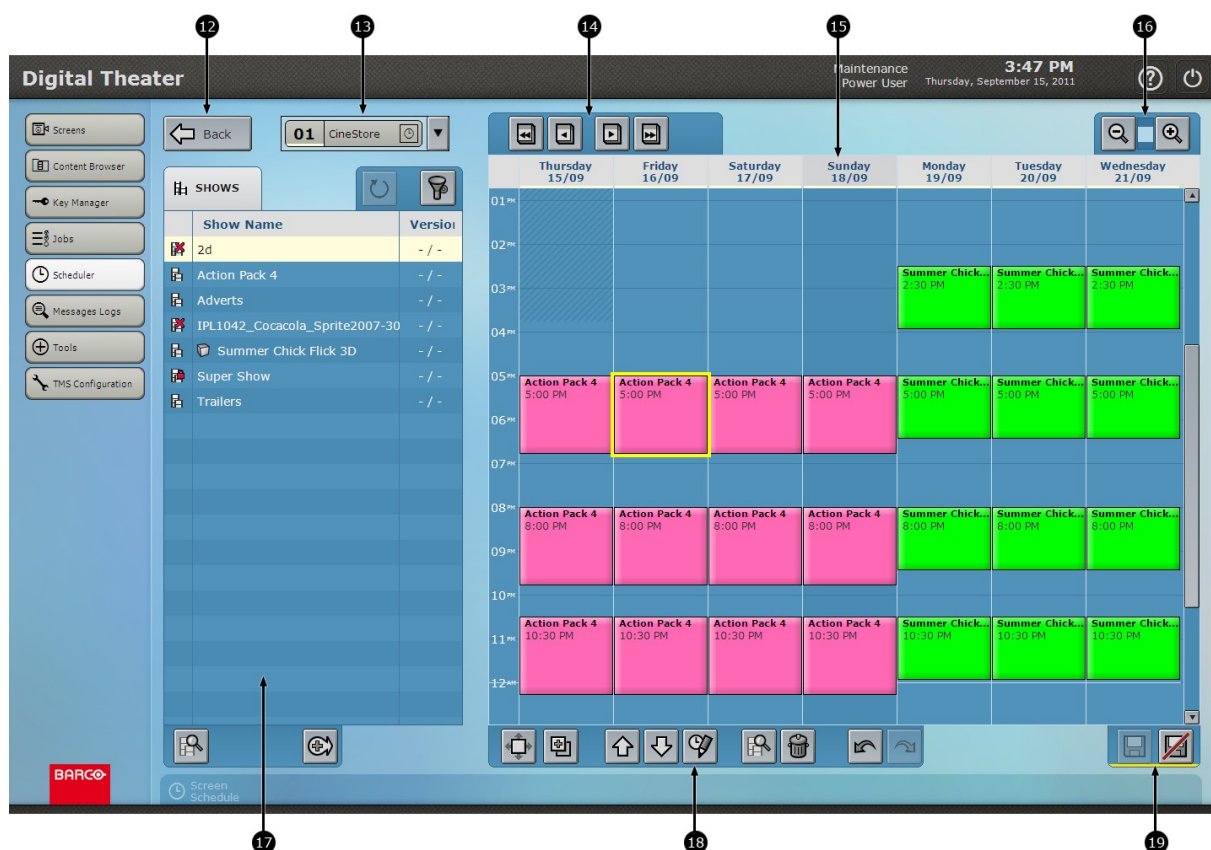 12 13 14 15 16
Digital Theater
Maintenance
Power User
3:47 PM
Thursday, September 15, 2011
Screens
Content Browser
Key Manager
Jobs
Scheduler
Messages Logs
Tools
TMS Configuration
Back
01 CineStore
SHOWS
Show Name Version
2d - / -
Action Pack 4 - / -
Adverts - / -
IPL1042_Cocacola_Sprite2007-30 - / -
Summer Chick Flick 3D - / -
Super Show - / -
Trailers - / -
Thursday Friday Saturday Sunday Monday Tuesday Wednesday
15/09 16/09 17/09 18/09 19/09 20/09 21/09
01PM
02PM
Summer Chick... Summer Chick... Summer Chick...
2:30 PM 2:30 PM 2:30 PM
03PM
04PM
05PM
Action Pack 4 Action Pack 4 Action Pack 4 Action Pack 4 Summer Chick... Summer Chick... Summer Chick...
5:00 PM 5:00 PM 5:00 PM 5:00 PM 5:00 PM 5:00 PM 5:00 PM
06PM
07PM
08PM
Action Pack 4 Action Pack 4 Action Pack 4 Action Pack 4 Summer Chick... Summer Chick... Summer Chick...
8:00 PM 8:00 PM 8:00 PM 8:00 PM 8:00 PM 8:00 PM 8:00 PM
09PM
10PM
Action Pack 4 Action Pack 4 Action Pack 4 Action Pack 4 Summer Chick... Summer Chick... Summer Chick...
10:30 PM 10:30 PM 10:30 PM 10:30 PM 10:30 PM 10:30 PM 10:30 PM
11PM
12AM
BARCO
Screen
Schedule
17 18 19